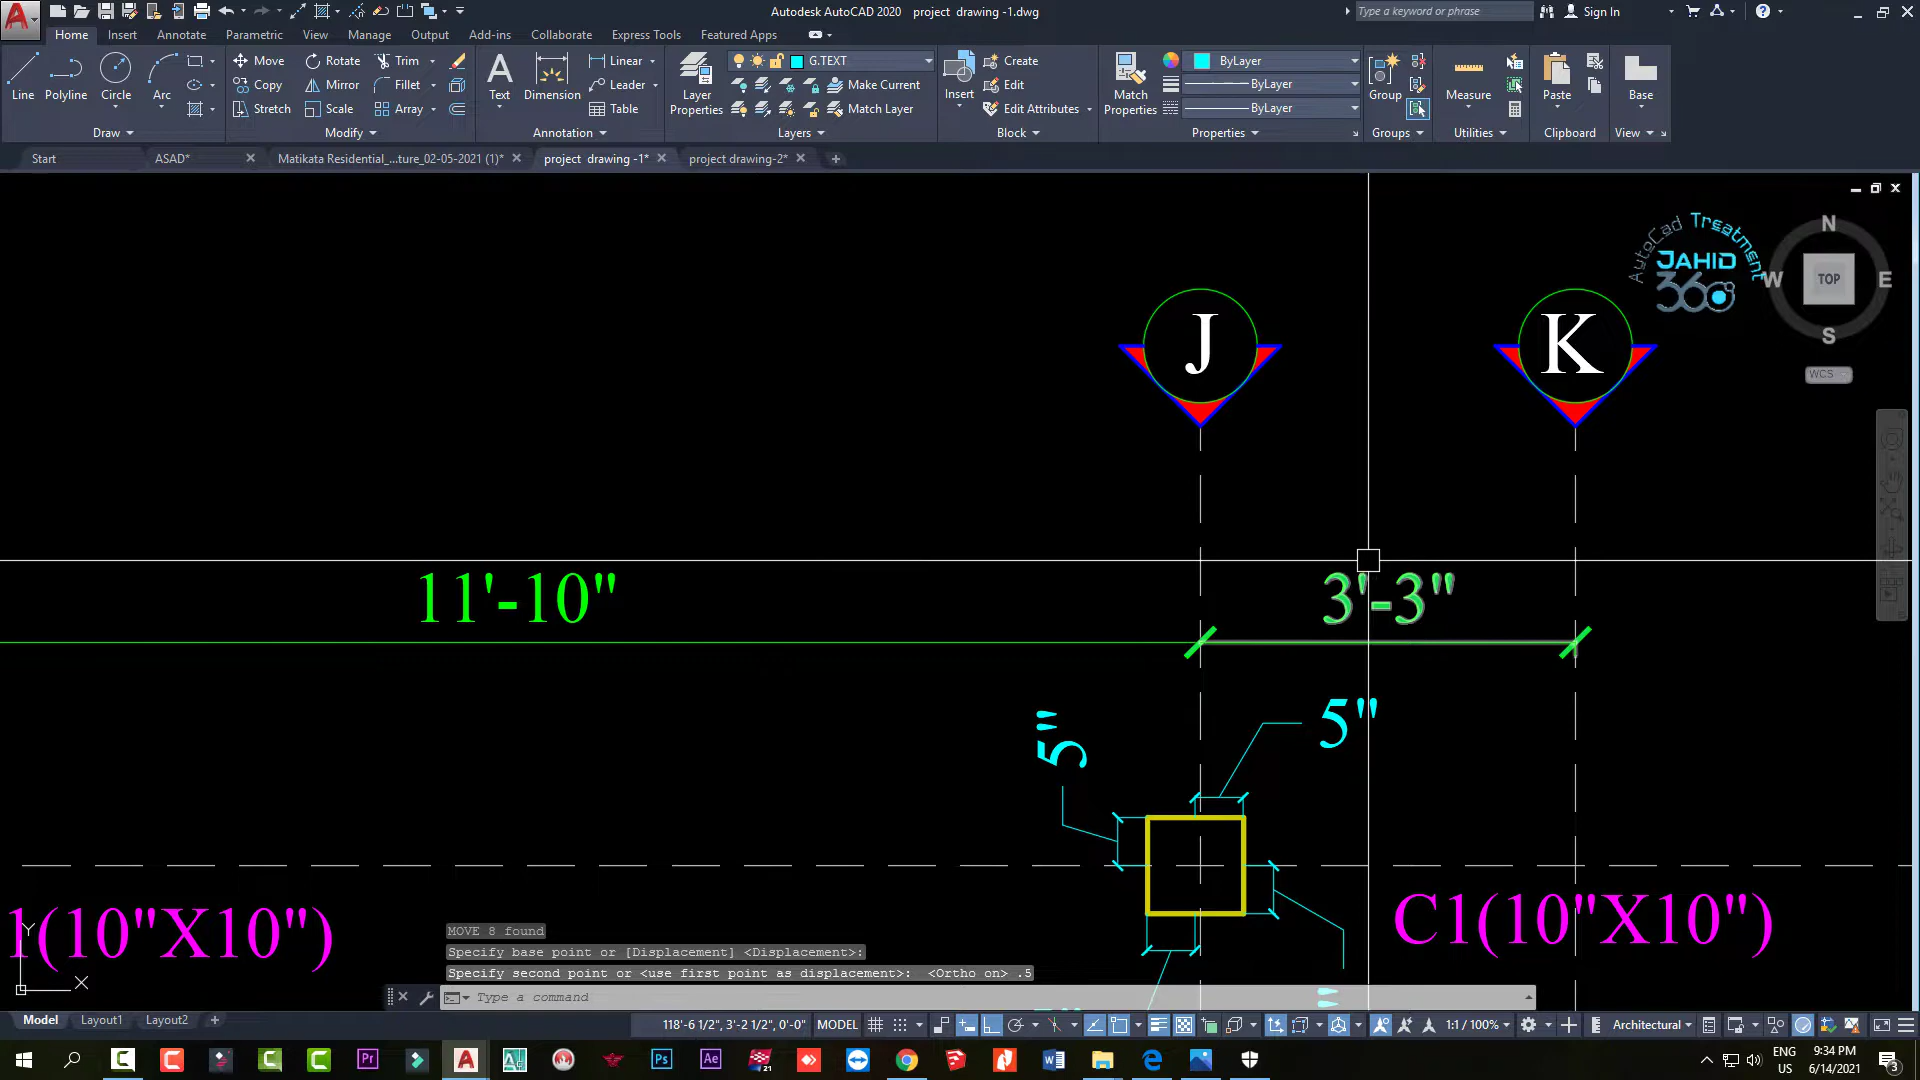 Autodesk AutoCAD 2020 project drawing -1.dwg
Type a keyword or phrase
Sign In
Home Insert Annotate Parametric View Manage Output Add-ins Collaborate Express Tools Featured Apps
Line Polyline Circle Arc
Move Rotate Trim
Copy Mirror Fillet
Stretch Scale Array
Text Dimension
Linear
Leader
Table
Layer Properties
G.TEXT
Make Current
Match Layer
Insert
Create
Edit
Edit Attributes
Match Properties
ByLayer
ByLayer
ByLayer
Group Measure Paste Base
Draw Modify Annotation Layers Block Properties Groups Utilities Clipboard View
Start ASAD* Matikata Residential_...ture_02-05-2021 (1)* project drawing -1* project drawing-2*
AutoCad Treatment
JAHID
360
N
W TOP E
S
WCS
J K
11'-10" 3'-3"
5" 5"
1(10"X10") C1(10"X10")
Y
X
MOVE 8 found
Specify base point or [Displacement] <Displacement>:
Specify second point or <use first point as displacement>: <Ortho on> .5
Type a command
Model Layout1 Layout2
118'-6 1/2", 3'-2 1/2", 0'-0" MODEL 1:1 / 100% Architectural
ENG 9:34 PM
US 6/14/2021
3